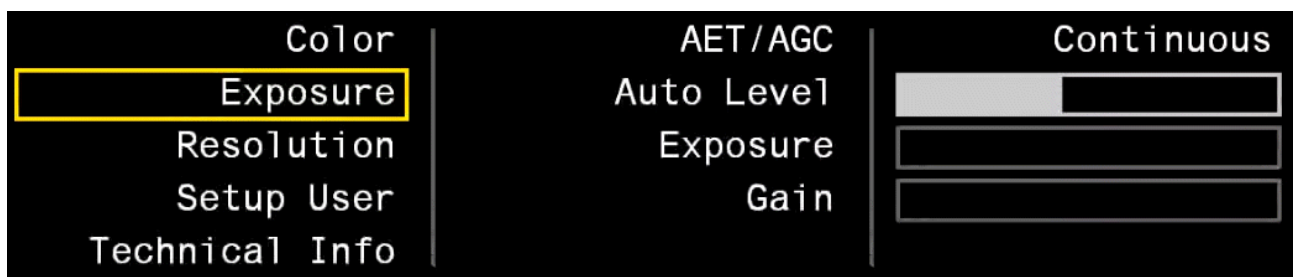 Color AET/AGC Continuous
Exposure Auto Level
Resolution Exposure
Setup User Gain
Technical Info